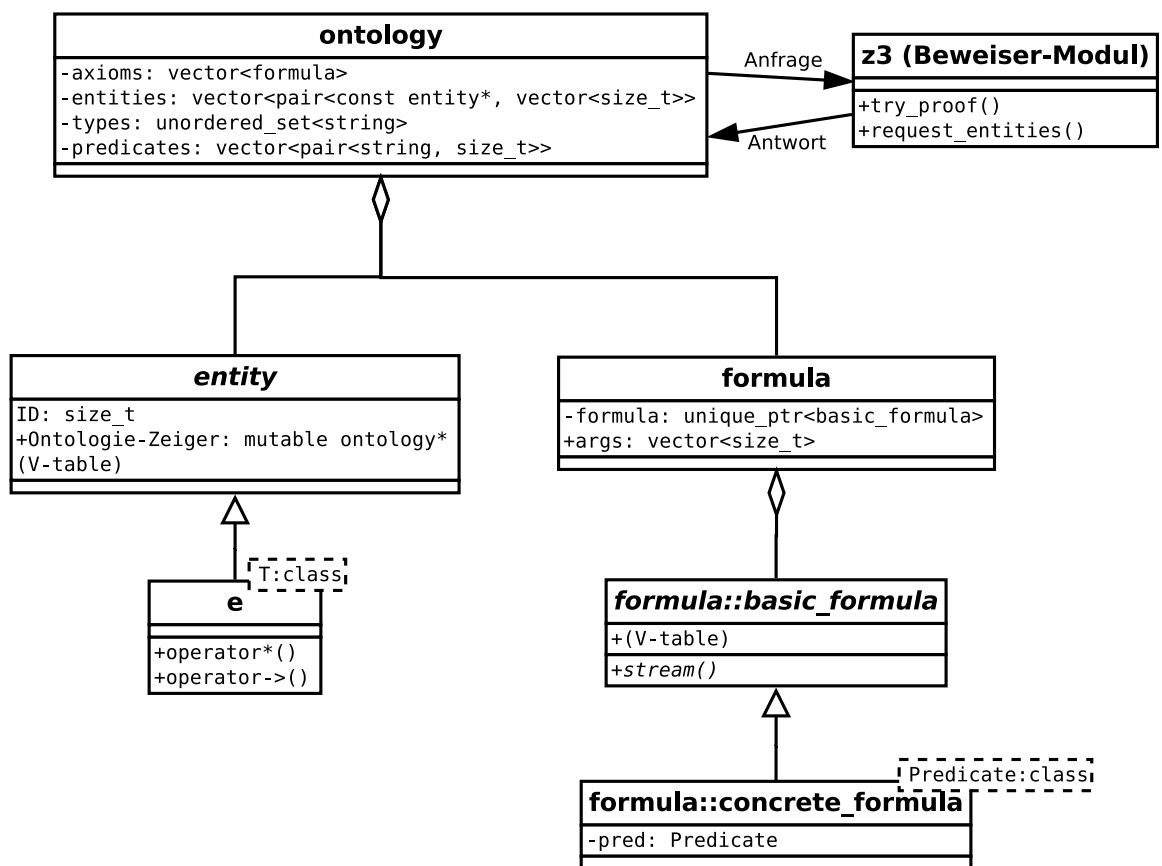 ontology
-axioms: vector<formula>
-entities: vector<pair<const entity*, vector<size_t>>
-types: unordered_set<string>
-predicates: vector<pair<string, size_t>>
Anfrage
Antwort
z3 (Beweiser-Modul)
+try_proof()
+request_entities()
entity
ID: size_t
+Ontologie-Zeiger: mutable ontology*
(V-table)
formula
-formula: unique_ptr<basic_formula>
+args: vector<size_t>
T:class
e
+operator*()
+operator->()
formula::basic_formula
+(V-table)
+stream()
Predicate:class
formula::concrete_formula
-pred: Predicate